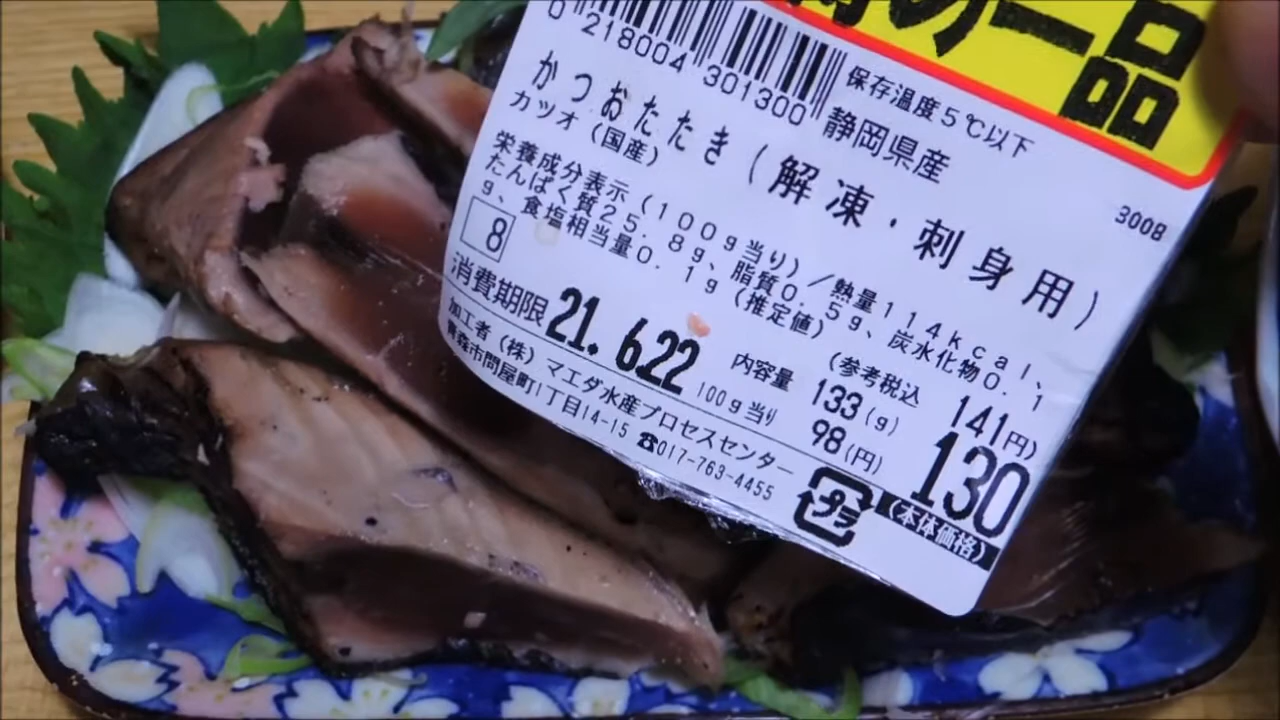 の一品
0 218004 301300
保存温度5℃以下
静岡県産
3008
かつおたたき(解凍・刺身用)
カツオ(国産)
栄養成分表示(100g当り)/熱量114kcal、
たんぱく質25.8g、脂質0.5g、炭水化物0.1
g、食塩相当量0.1g(推定値)
8
消費期限 21. 6.22
内容量 133(g)
100g当り 98(円)
(参考税込 141円)
130
(本体価格)
加工者(株)マエダ水産プロセスセンター
青森市問屋町1丁目14-15 ☎017-763-4455
プラ